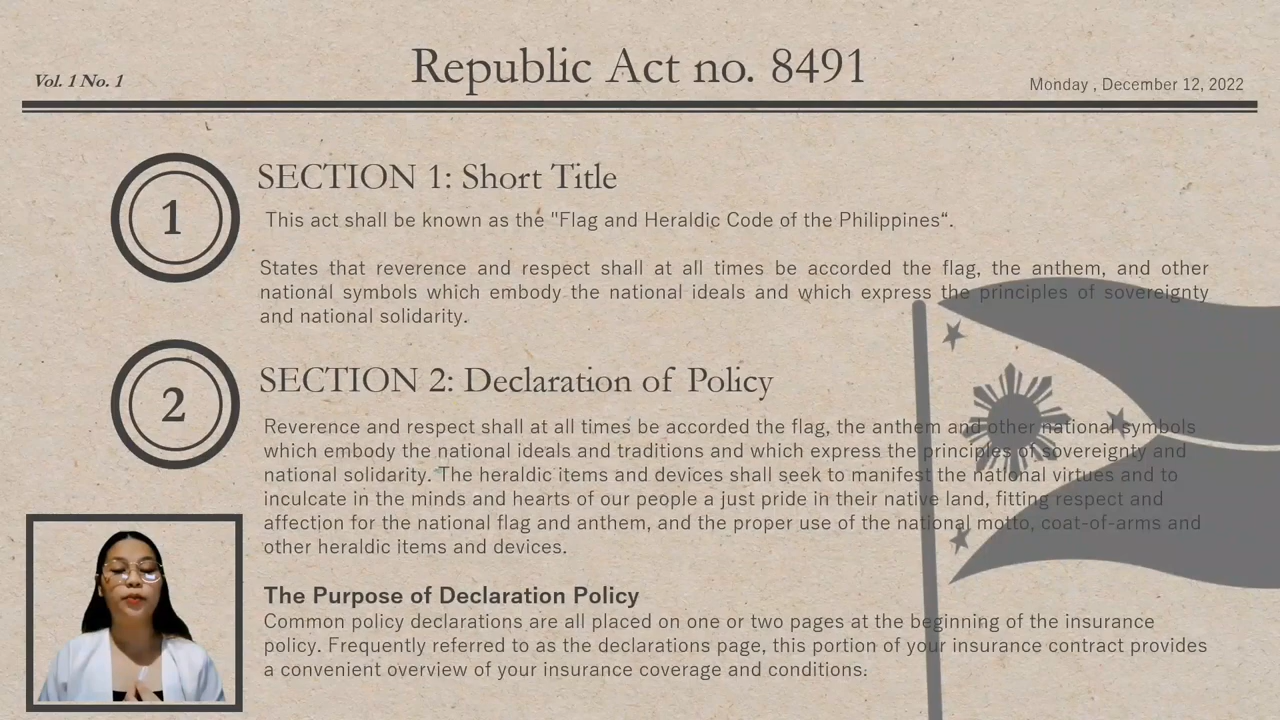 Vol. 1 No. 1
Republic Act no. 8491
Monday , December 12, 2022
1
SECTION 1: Short Title
This act shall be known as the "Flag and Heraldic Code of the Philippines“.
States that reverence and respect shall at all times be accorded the flag, the anthem, and other
national symbols which embody the national ideals and which express the principles of sovereignty
and national solidarity.
2
SECTION 2: Declaration of Policy
Reverence and respect shall at all times be accorded the flag, the anthem and other national symbols
which embody the national ideals and traditions and which express the principles of sovereignty and
national solidarity. The heraldic items and devices shall seek to manifest the national virtues and to
inculcate in the minds and hearts of our people a just pride in their native land, fitting respect and
affection for the national flag and anthem, and the proper use of the national motto, coat-of-arms and
other heraldic items and devices.
The Purpose of Declaration Policy
Common policy declarations are all placed on one or two pages at the beginning of the insurance
policy. Frequently referred to as the declarations page, this portion of your insurance contract provides
a convenient overview of your insurance coverage and conditions.